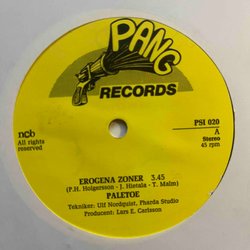 PANG
RECORDS
PSI 020
A
Stereo
45 rpm
ncb
All rights
reserved
EROGENA ZONER 3.45
(P.H. Holgersson - J. Hietala - T. Malm)
PALETOE
Tekniker: Ulf Nordquist, Pharda Studio
Producent: Lars E. Carlsson